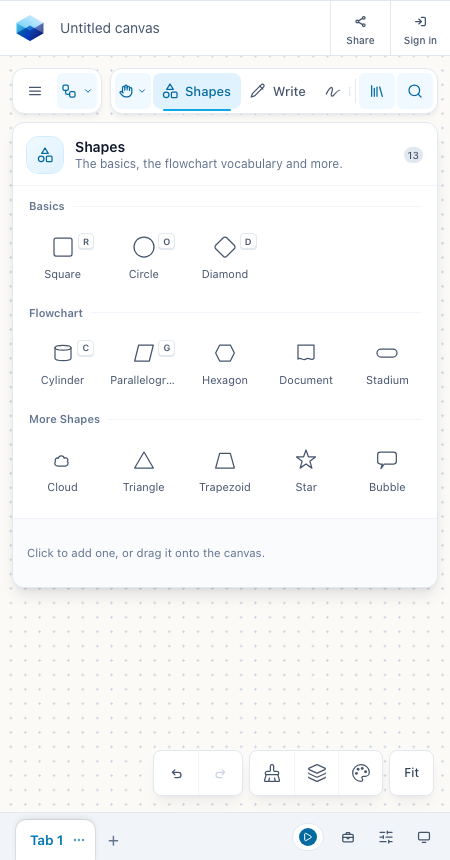 Untitled canvas
Share
Sign in
Shapes
Write
Shapes
The basics, the flowchart vocabulary and more.
13
Basics
R
O
D
Square
Circle
Diamond
Flowchart
C
G
Cylinder
Parallelogr...
Hexagon
Document
Stadium
More Shapes
Cloud
Triangle
Trapezoid
Star
Bubble
Click to add one, or drag it onto the canvas.
Fit
Tab 1